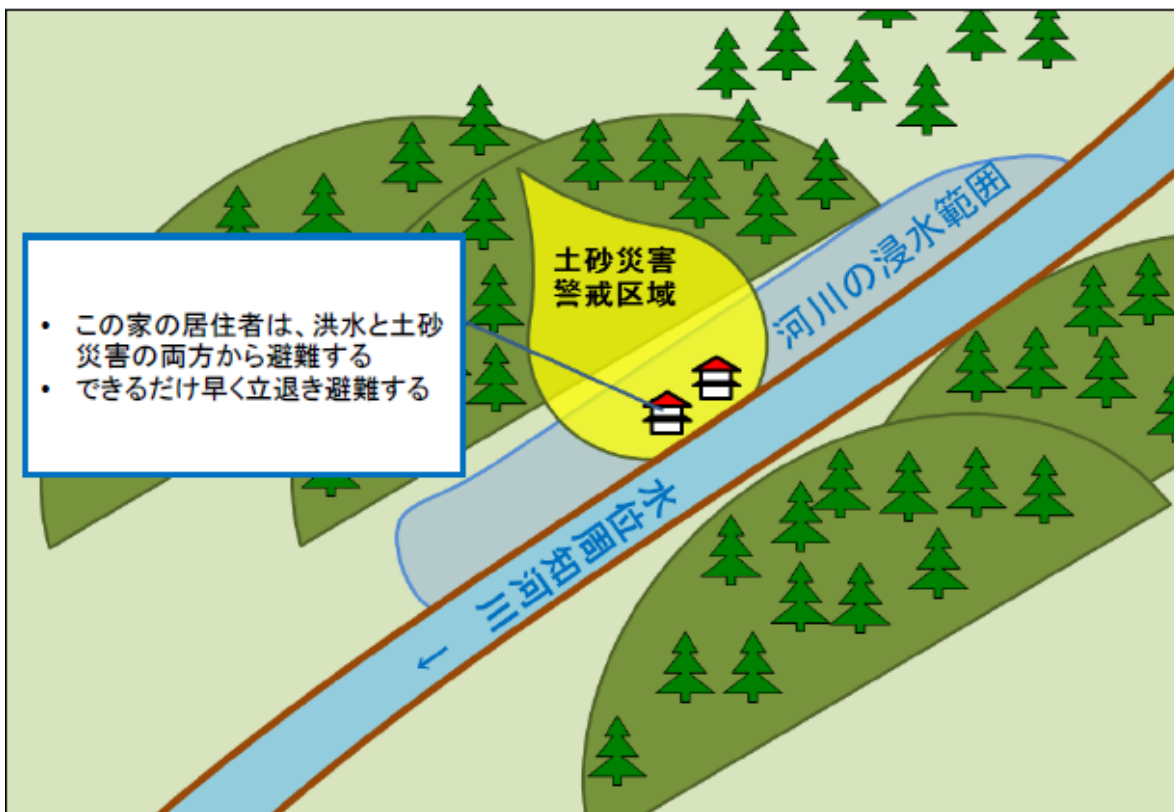 土砂災害
警戒区域
河川の浸水範囲
• この家の居住者は、洪水と土砂
災害の両方から避難する
• できるだけ早く立退き避難する
水位周知河川
←